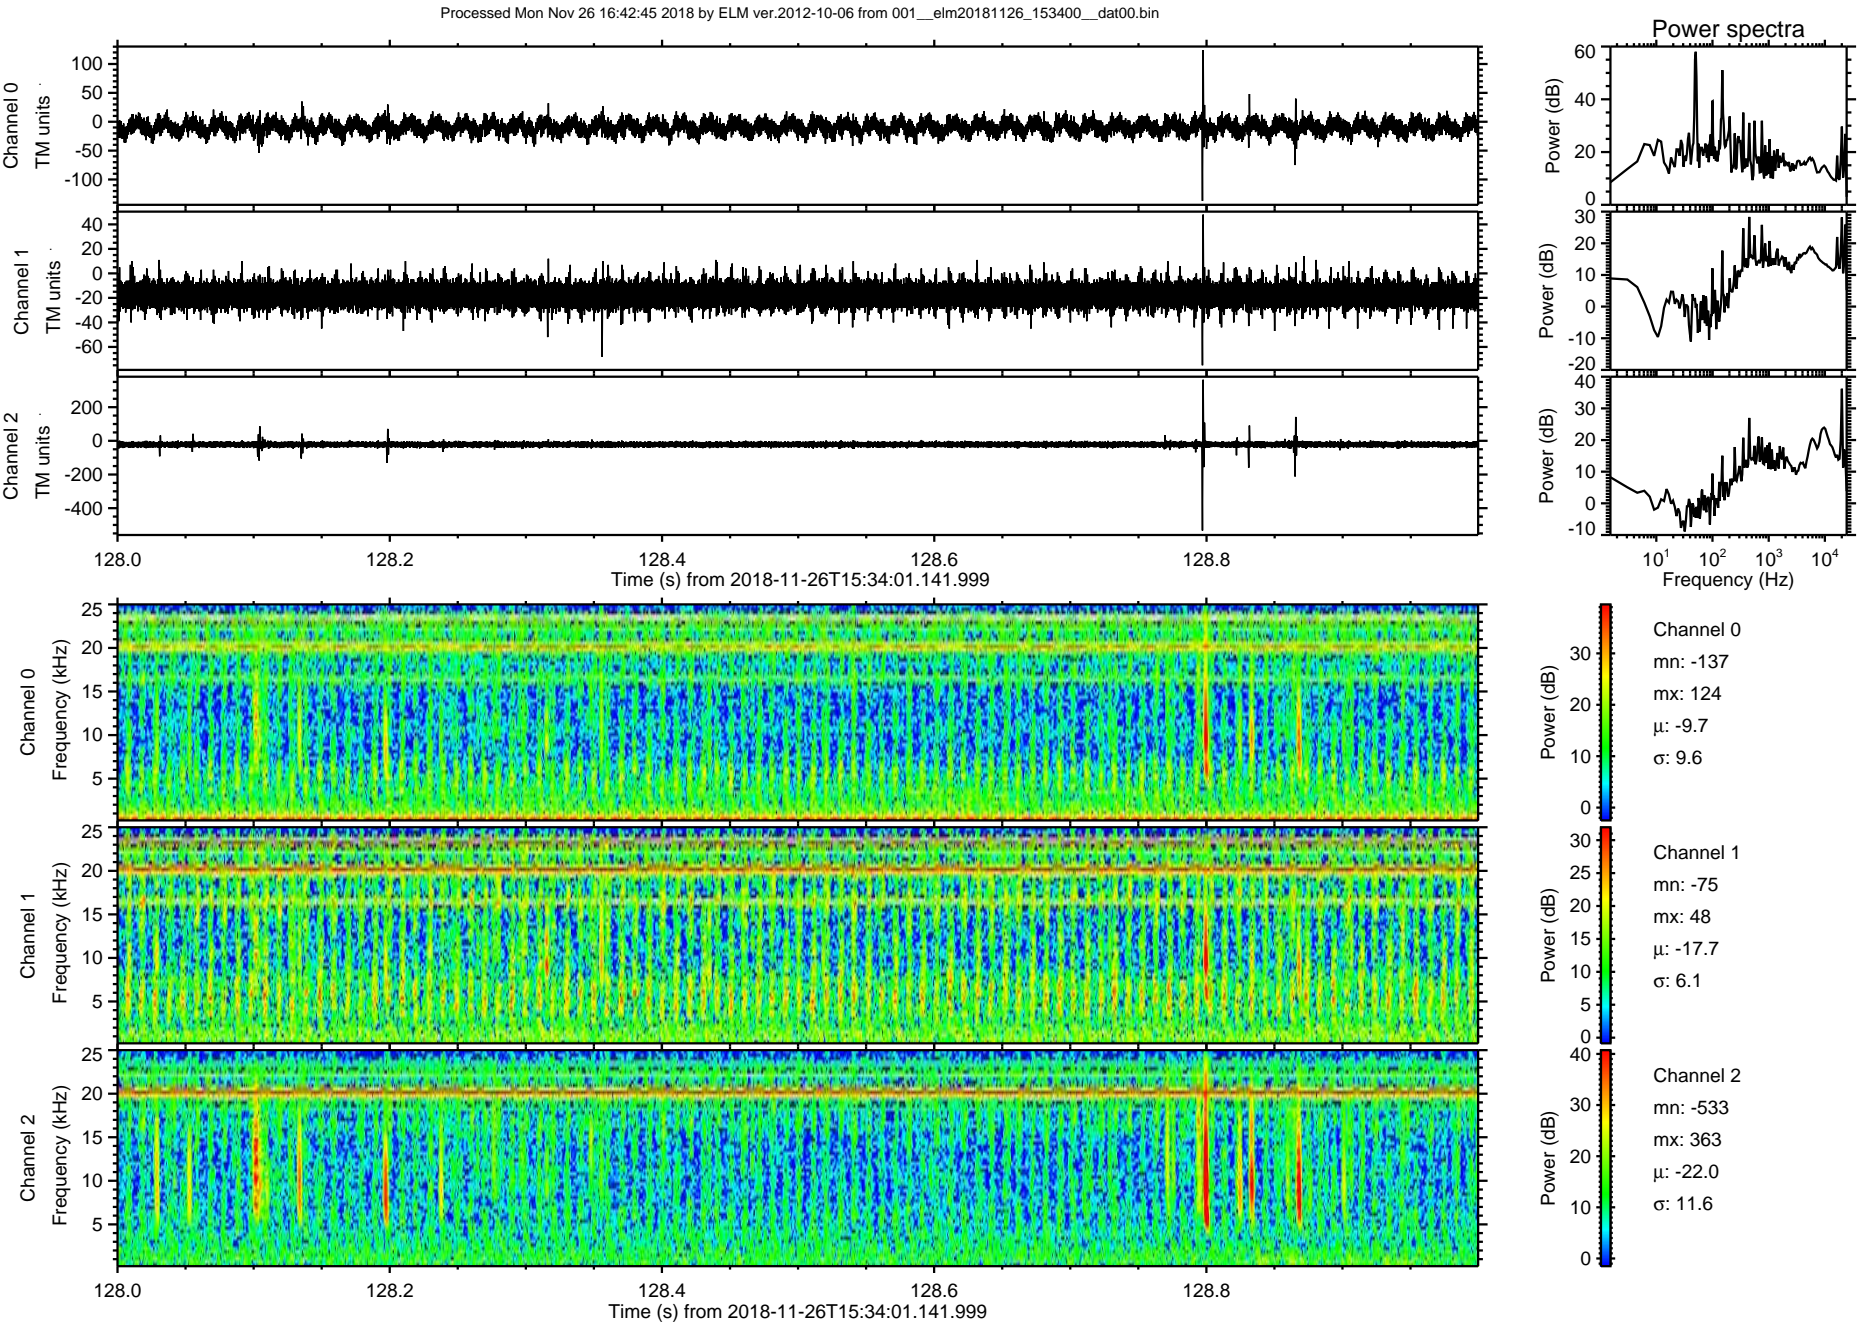 Processed Mon Nov 26 16:42:45 2018 by ELM ver.2012-10-06 from 001__elm20181126_153400__dat00.bin
Power spectra
Channel 0
TM units
100
50
0
-50
-100
Power (dB)
60
40
20
0
Channel 1
TM units
40
20
0
-20
-40
-60
Power (dB)
30
20
10
0
-10
-20
Channel 2
TM units
200
0
-200
-400
Power (dB)
40
30
20
10
0
-10
128.0 128.2 128.4 128.6 128.8
Time (s) from 2018-11-26T15:34:01.141.999
10¹ 10² 10³ 10⁴
Frequency (Hz)
Channel 0
Frequency (kHz)
25
20
15
10
5
Power (dB)
30
20
10
0
Channel 0
mn: -137
mx: 124
μ: -9.7
σ: 9.6
Channel 1
Frequency (kHz)
25
20
15
10
5
Power (dB)
30
25
20
15
10
5
0
Channel 1
mn: -75
mx: 48
μ: -17.7
σ: 6.1
Channel 2
Frequency (kHz)
25
20
15
10
5
Power (dB)
40
30
20
10
0
Channel 2
mn: -533
mx: 363
μ: -22.0
σ: 11.6
128.0 128.2 128.4 128.6 128.8
Time (s) from 2018-11-26T15:34:01.141.999